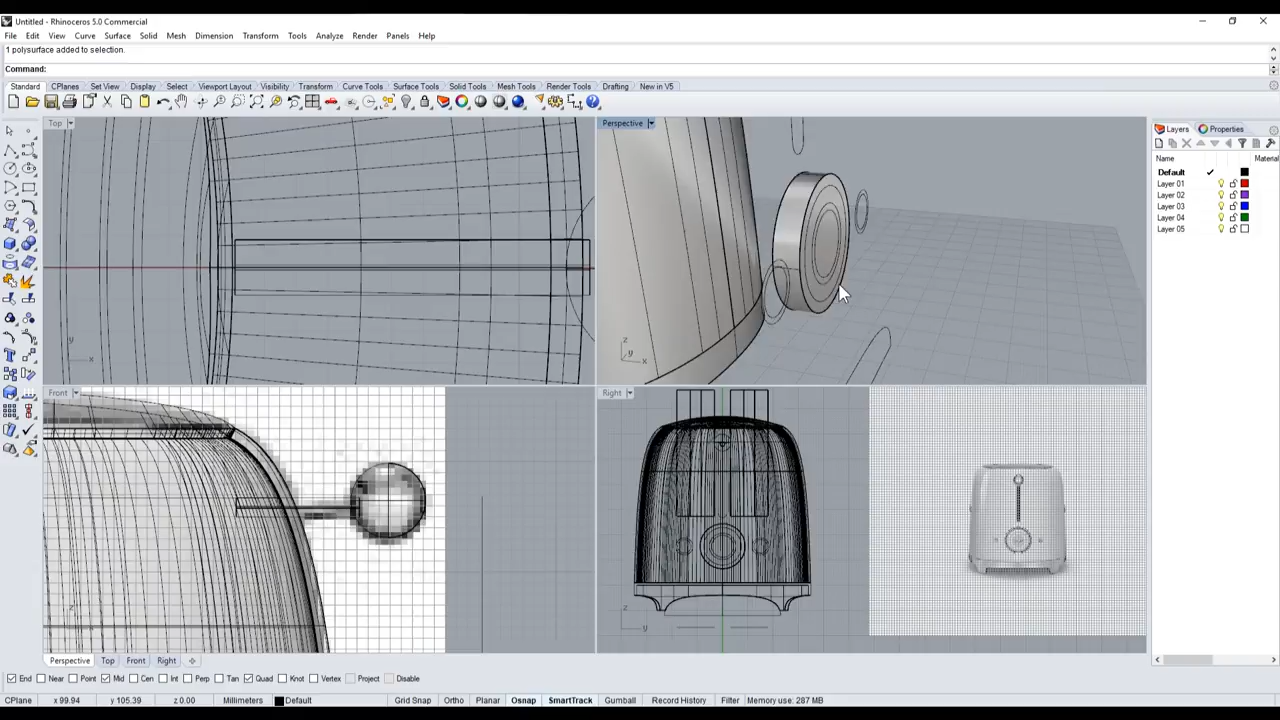 Untitled - Rhinoceros 5.0 Commercial
File Edit View Curve Surface Solid Mesh Dimension Transform Tools Analyze Render Panels Help
1 polysurface added to selection.
Command:
Standard CPlanes Set View Display Select Viewport Layout Visibility Transform Curve Tools Surface Tools Solid Tools Mesh Tools Render Tools Drafting New in V5
Top
Perspective
Layers Properties
Name Material
Default
Layer 01
Layer 02
Layer 03
Layer 04
Layer 05
y
x
z
y
x
Front
Right
z
x
z
y
Perspective Top Front Right
End Near Point Mid Cen Int Perp Tan Quad Knot Vertex Project Disable
CPlane x 99.94 y 105.39 z 0.00 Millimeters Default Grid Snap Ortho Planar Osnap SmartTrack Gumball Record History Filter Memory use: 287 MB